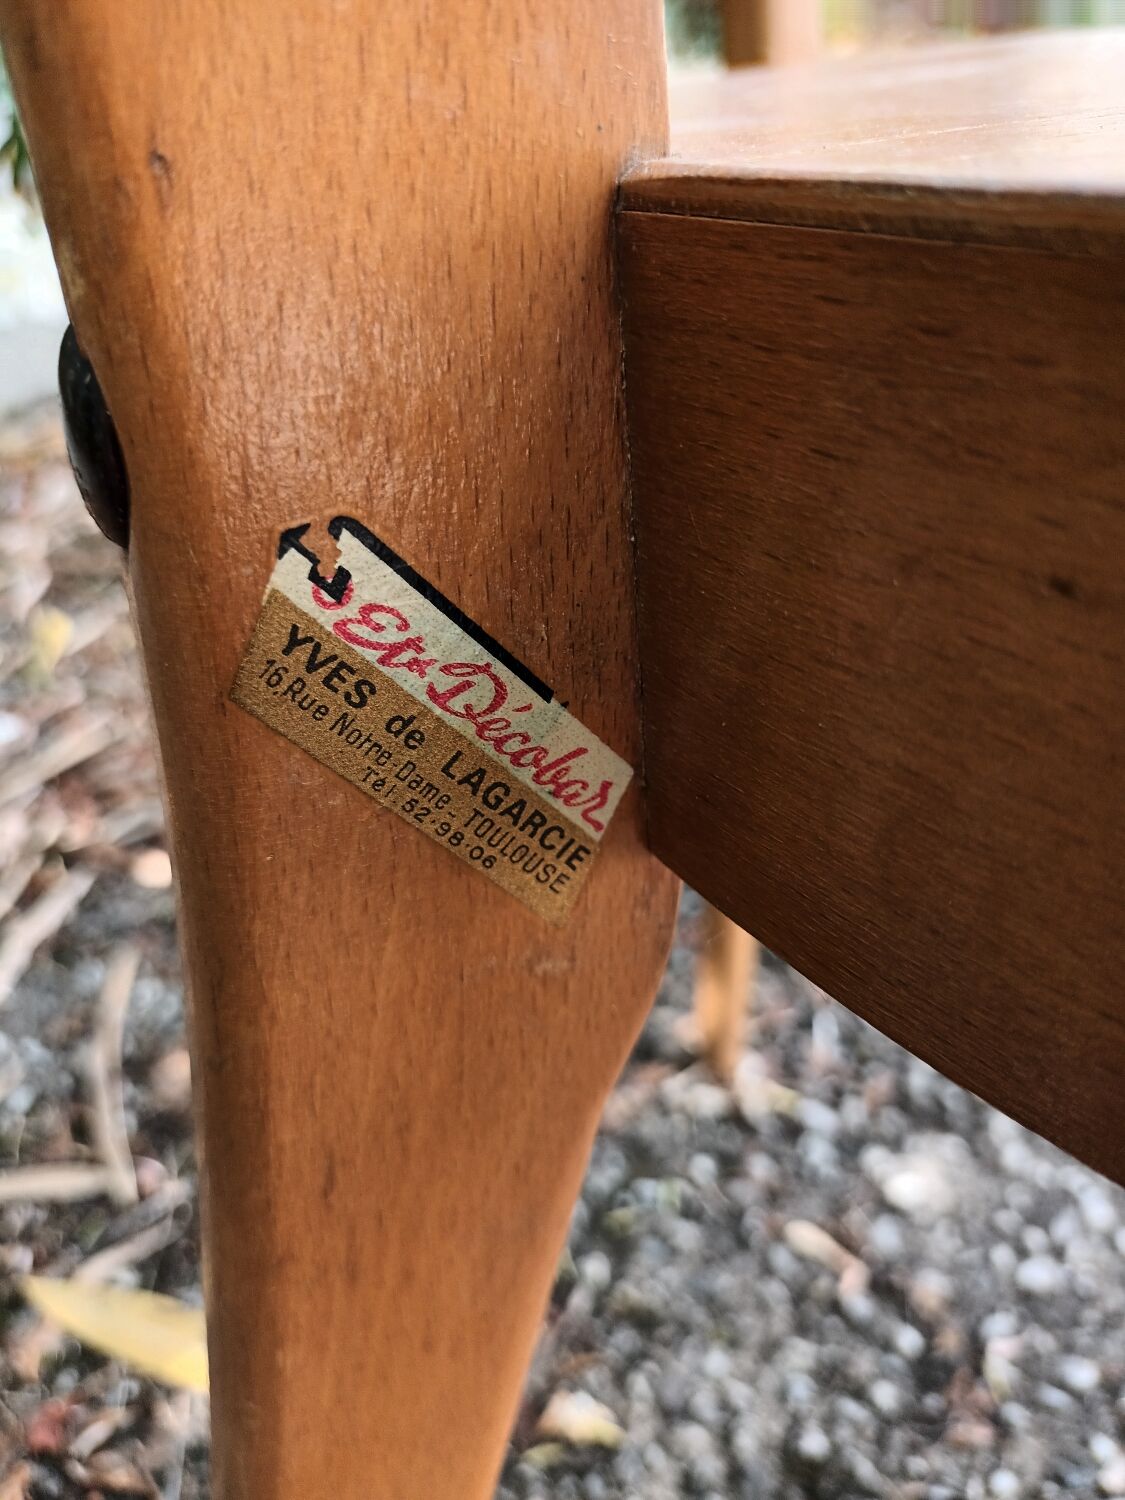 Ets Décobar
YVES de LAGARCIE
16, Rue Notre-Dame - TOULOUSE
Tél. 52.98.06